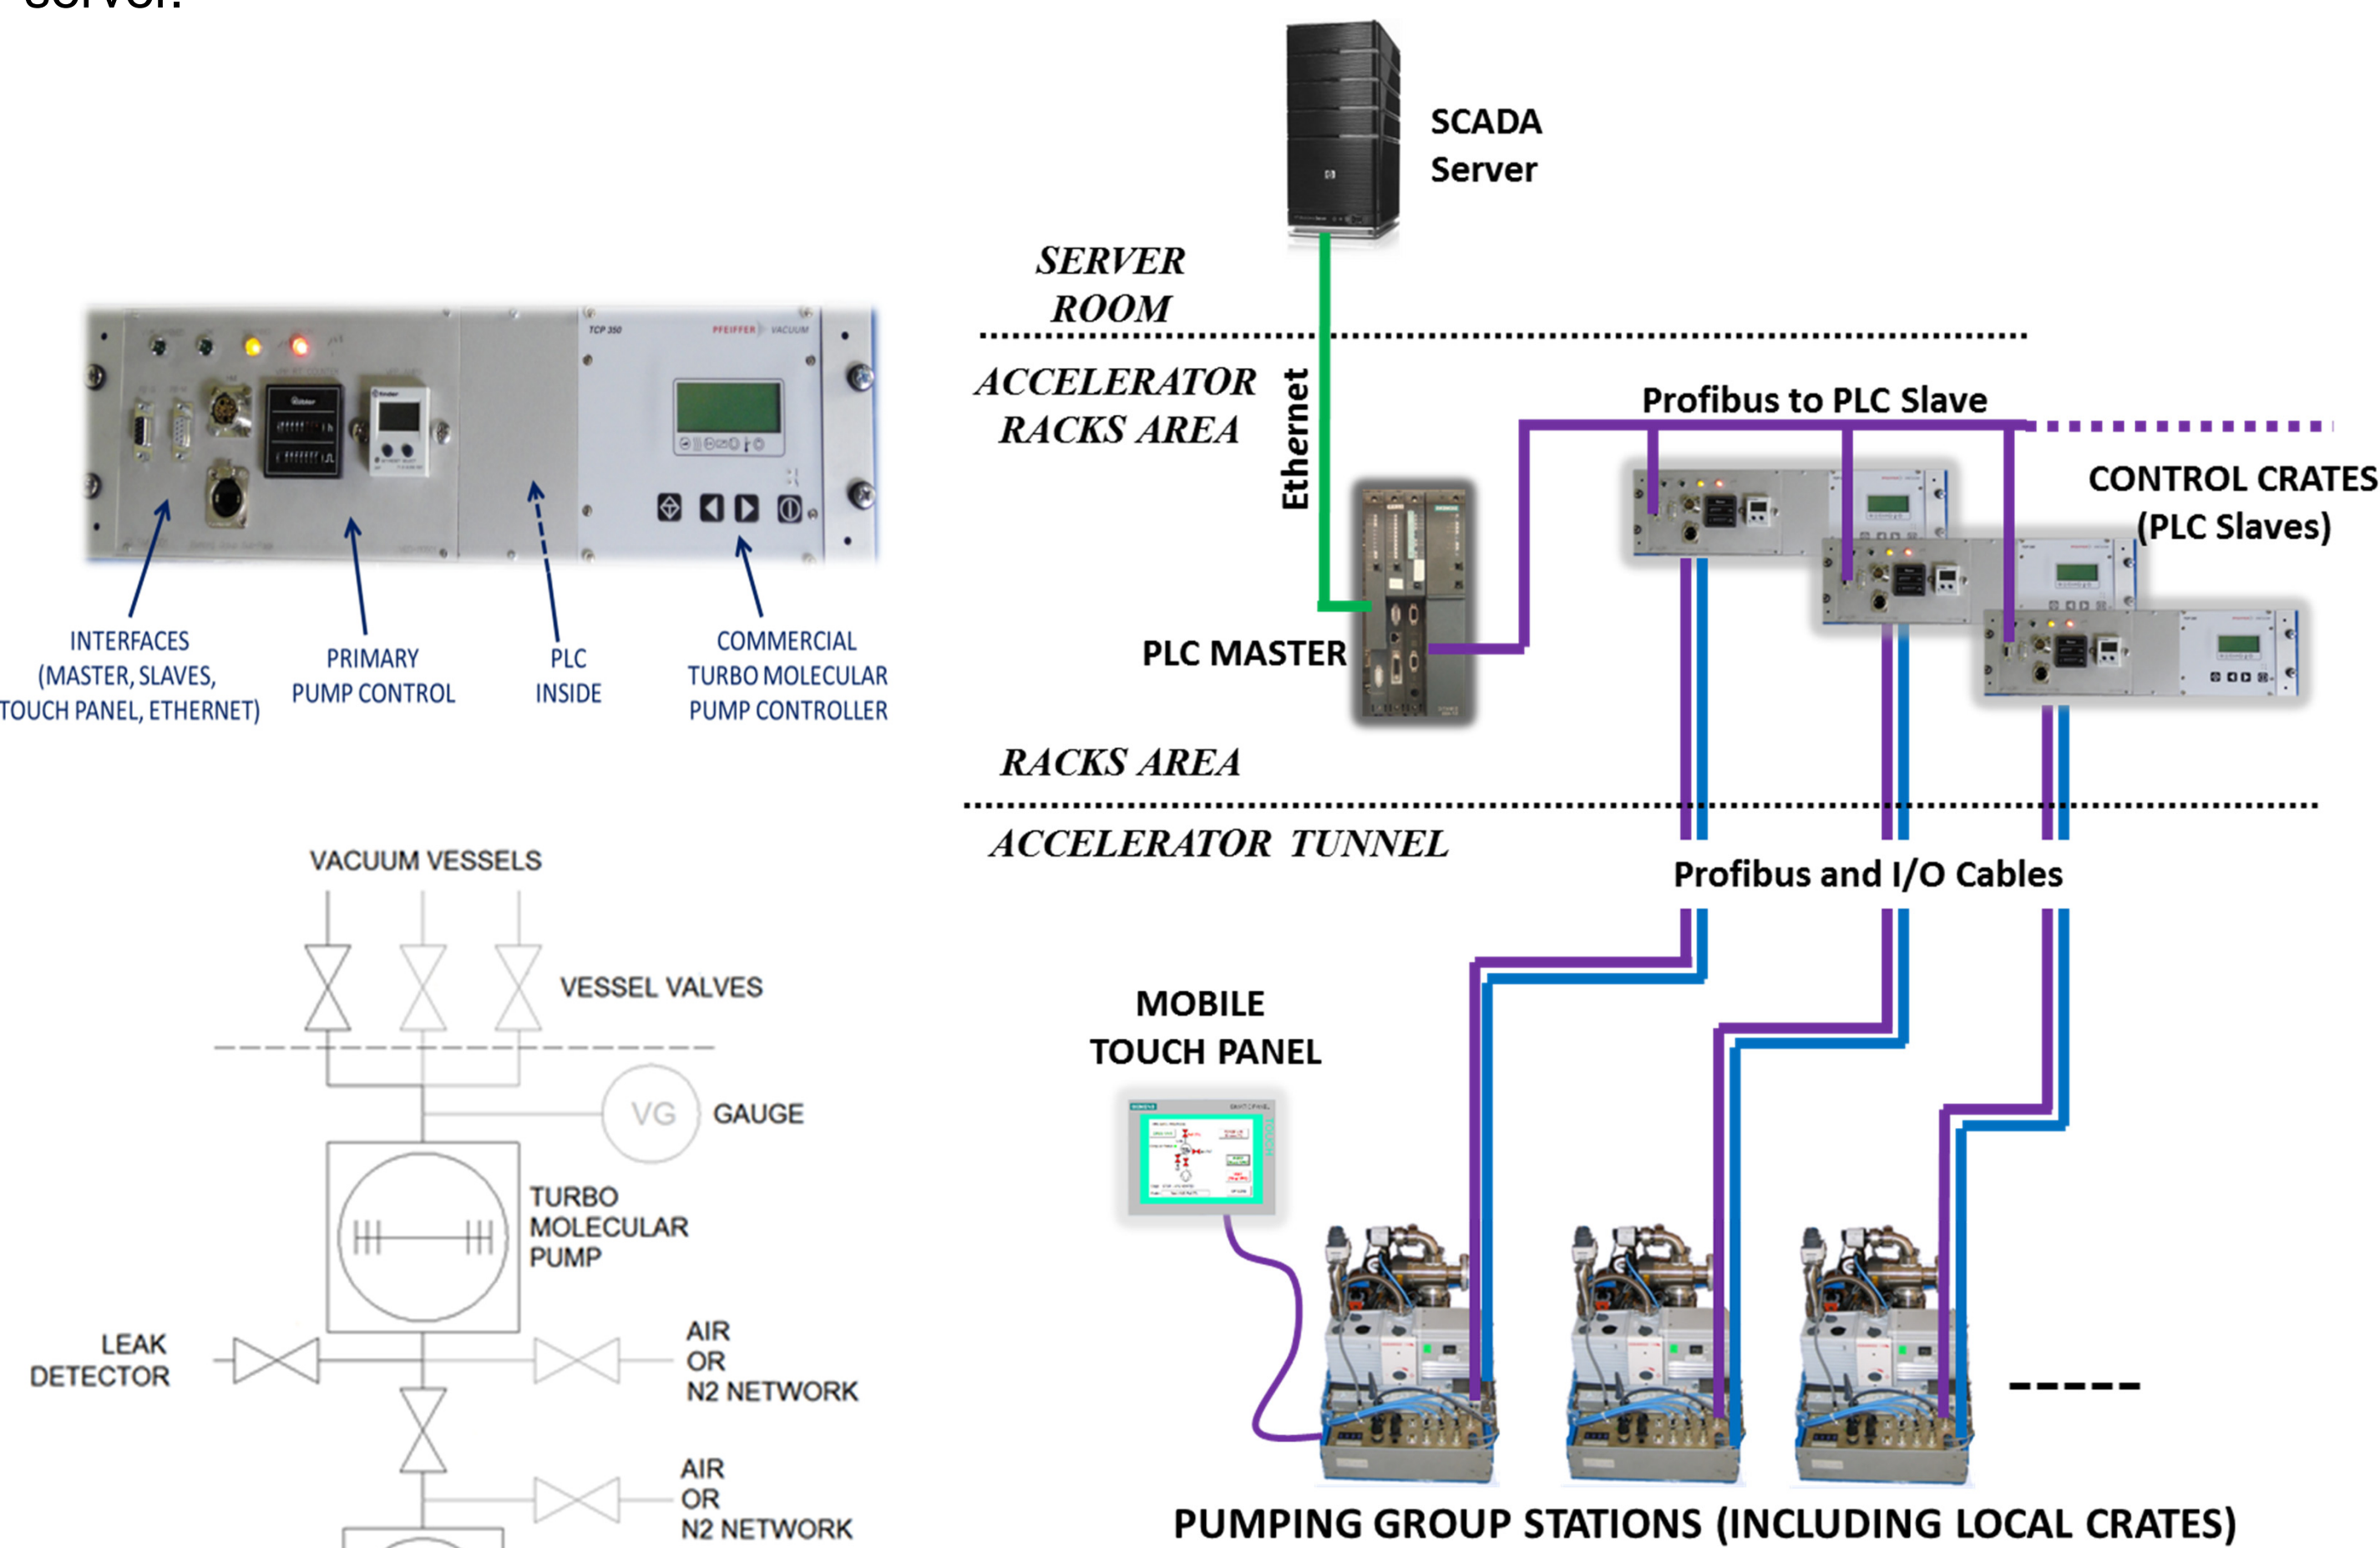 server.
SCADA
Server
SERVER
ROOM
ACCELERATOR
RACKS AREA
Ethernet
Profibus to PLC Slave
CONTROL CRATES
(PLC Slaves)
PLC MASTER
RACKS AREA
ACCELERATOR TUNNEL
Profibus and I/O Cables
MOBILE
TOUCH PANEL
SIEMENS
TOUCH
PUMPING GROUP STATIONS (INCLUDING LOCAL CRATES)
TCP 350
PFEIFFER VACUUM
finder
INTERFACES
(MASTER, SLAVES,
TOUCH PANEL, ETHERNET)
PRIMARY
PUMP CONTROL
PLC
INSIDE
COMMERCIAL
TURBO MOLECULAR
PUMP CONTROLLER
VACUUM VESSELS
VESSEL VALVES
VG
GAUGE
TURBO
MOLECULAR
PUMP
LEAK
DETECTOR
AIR
OR
N2 NETWORK
AIR
OR
N2 NETWORK